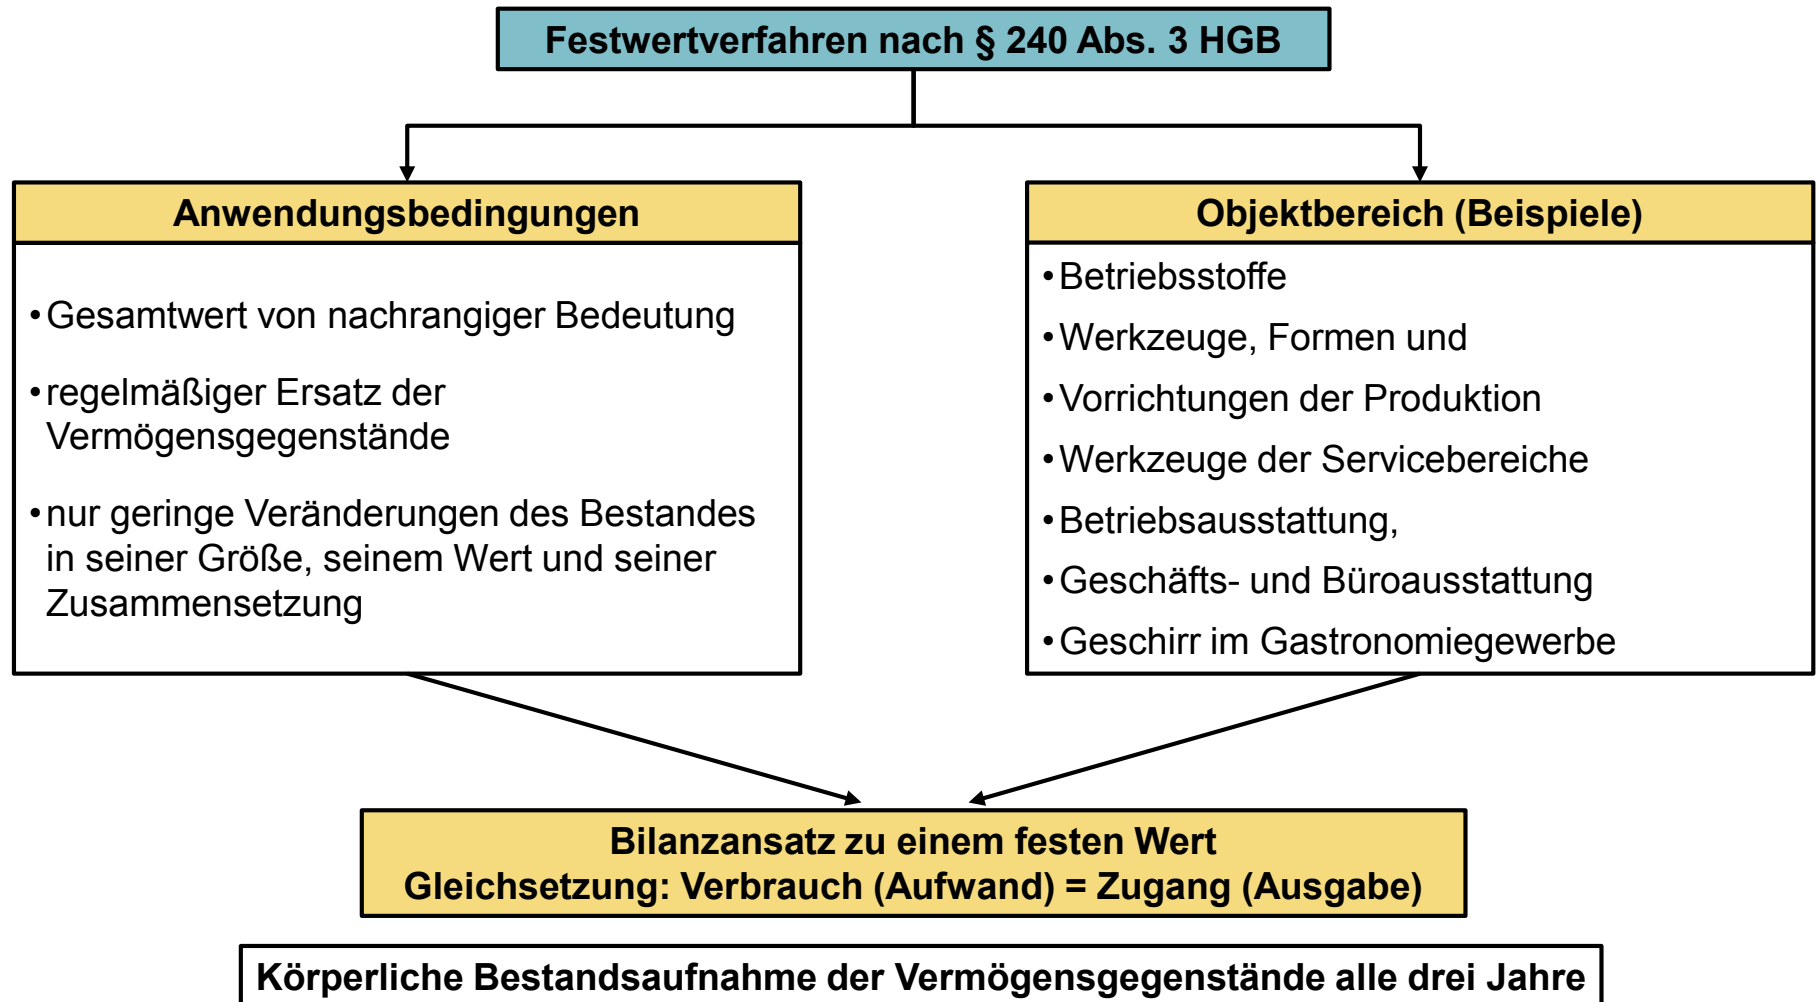 Festwertverfahren nach § 240 Abs. 3 HGB
Anwendungsbedingungen
•Gesamtwert von nachrangiger Bedeutung
•regelmäßiger Ersatz der
Vermögensgegenstände
•nur geringe Veränderungen des Bestandes
in seiner Größe, seinem Wert und seiner
Zusammensetzung
Objektbereich (Beispiele)
•Betriebsstoffe
•Werkzeuge, Formen und
•Vorrichtungen der Produktion
•Werkzeuge der Servicebereiche
•Betriebsausstattung,
•Geschäfts- und Büroausstattung
•Geschirr im Gastronomiegewerbe
Bilanzansatz zu einem festen Wert
Gleichsetzung: Verbrauch (Aufwand) = Zugang (Ausgabe)
Körperliche Bestandsaufnahme der Vermögensgegenstände alle drei Jahre